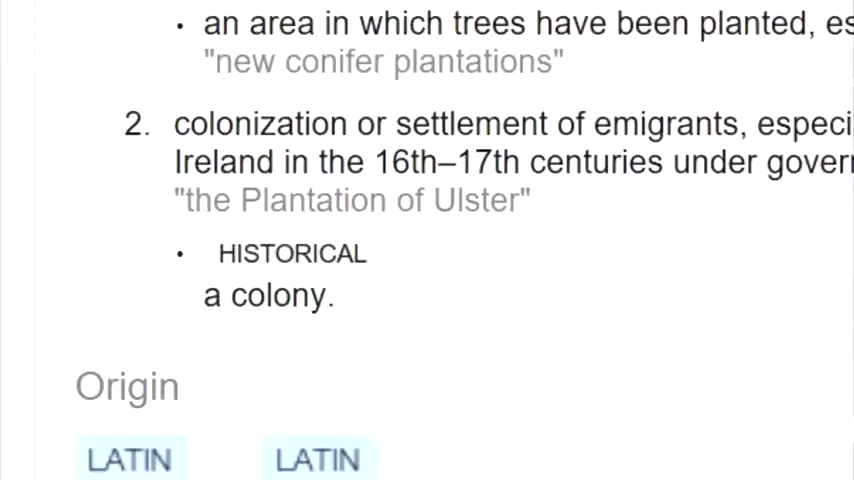 • an area in which trees have been planted, es
"new conifer plantations"
2. colonization or settlement of emigrants, especi
Ireland in the 16th–17th centuries under gover
"the Plantation of Ulster"
• HISTORICAL
a colony.
Origin
LATIN LATIN